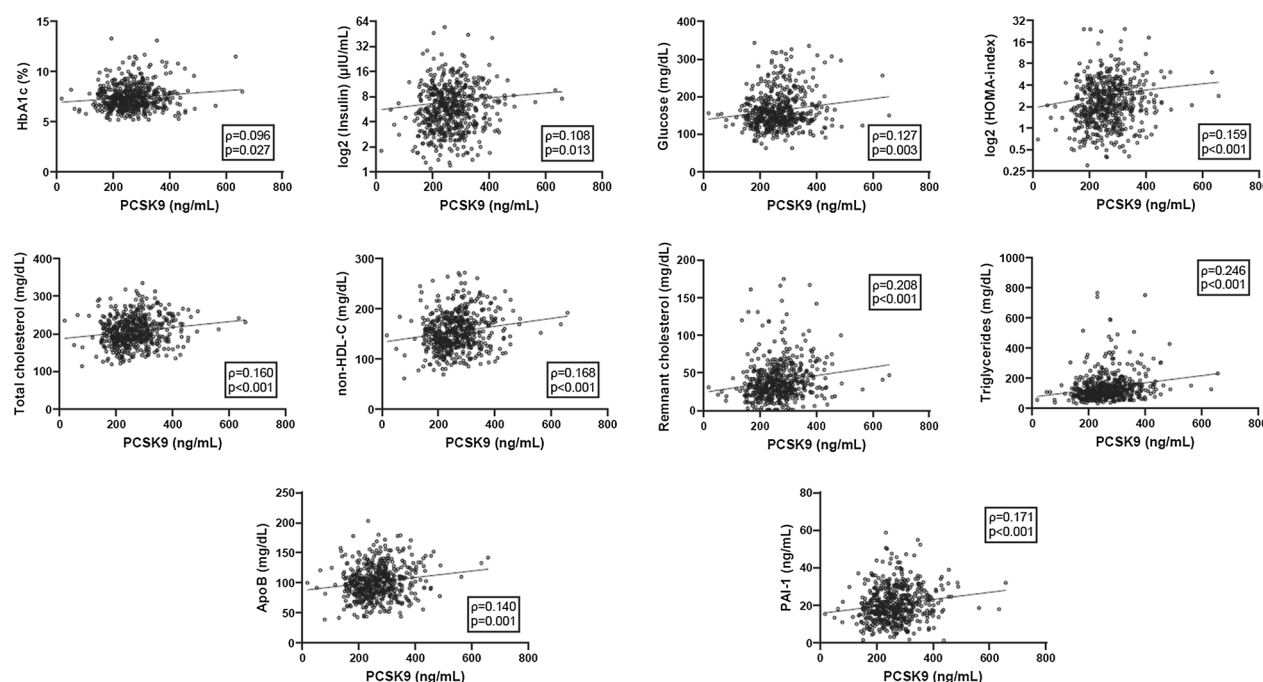 HbA1c (%)
15
10
5
0
0 200 400 600 800
PCSK9 (ng/mL)
ρ=0.096
p=0.027
log2 (Insulin) (µIU/mL)
64
32
16
8
4
2
1
0 200 400 600 800
PCSK9 (ng/mL)
ρ=0.108
p=0.013
Glucose (mg/dL)
400
300
200
100
0
0 200 400 600 800
PCSK9 (ng/mL)
ρ=0.127
p=0.003
log2 (HOMA-index)
32
16
8
4
2
1
0.5
0.25
0 200 400 600
PCSK9 (ng/mL)
ρ=0.159
p<0.001
Total cholesterol (mg/dL)
400
300
200
100
0
0 200 400 600 800
PCSK9 (ng/mL)
ρ=0.160
p<0.001
non-HDL-C (mg/dL)
300
200
100
0
0 200 400 600 800
PCSK9 (ng/mL)
ρ=0.168
p<0.001
Remnant cholesterol (mg/dL)
200
150
100
50
0
0 200 400 600 800
PCSK9 (ng/mL)
ρ=0.208
p<0.001
Triglycerides (mg/dL)
1000
800
600
400
200
0
0 200 400 600
PCSK9 (ng/mL)
ρ=0.246
p<0.001
ApoB (mg/dL)
250
200
150
100
50
0
0 200 400 600 800
PCSK9 (ng/mL)
ρ=0.140
p=0.001
PAI-1 (ng/mL)
80
60
40
20
0
0 200 400 600 800
PCSK9 (ng/mL)
ρ=0.171
p<0.001